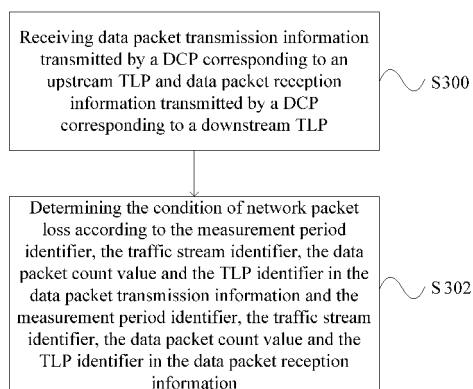 Receiving data packet transmission information
transmitted by a DCP corresponding to an
upstream TLP and data packet reception
information transmitted by a DCP
corresponding to a downstream TLP
S300
Determining the condition of network packet
loss according to the measurement period
identifier, the traffic stream identifier, the data
packet count value and the TLP identifier in the
data packet transmission information and the
measurement period identifier, the traffic stream
identifier, the data packet count value and the
TLP identifier in the data packet reception
information
S302